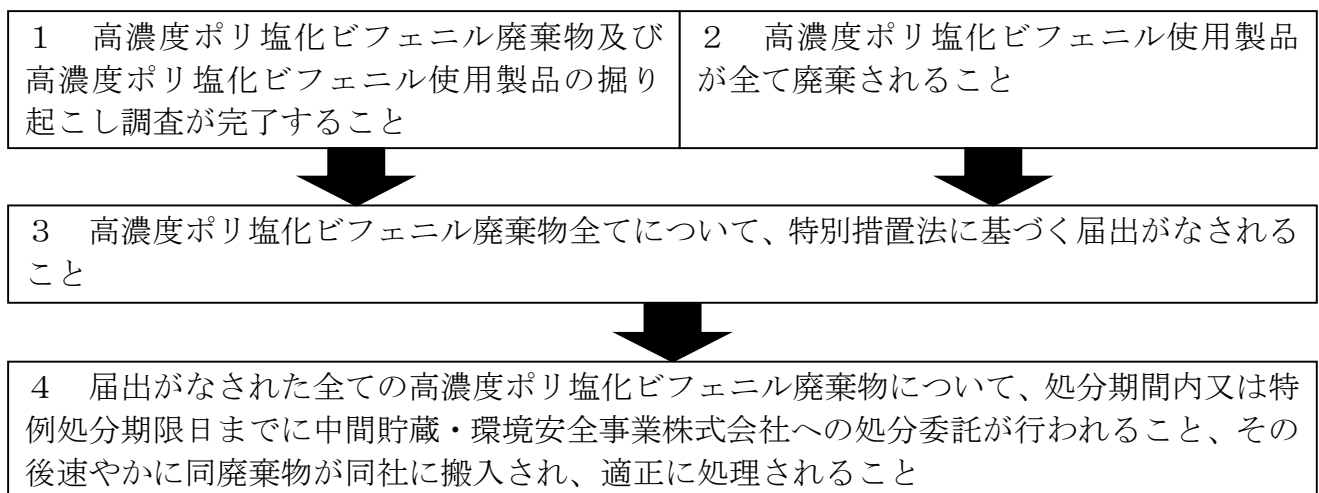 １　高濃度ポリ塩化ビフェニル廃棄物及び
高濃度ポリ塩化ビフェニル使用製品の掘り
起こし調査が完了すること
２　高濃度ポリ塩化ビフェニル使用製品
が全て廃棄されること
３　高濃度ポリ塩化ビフェニル廃棄物全てについて、特別措置法に基づく届出がなされる
こと
４　届出がなされた全ての高濃度ポリ塩化ビフェニル廃棄物について、処分期間内又は特
例処分期限日までに中間貯蔵・環境安全事業株式会社への処分委託が行われること、その
後速やかに同廃棄物が同社に搬入され、適正に処理されること